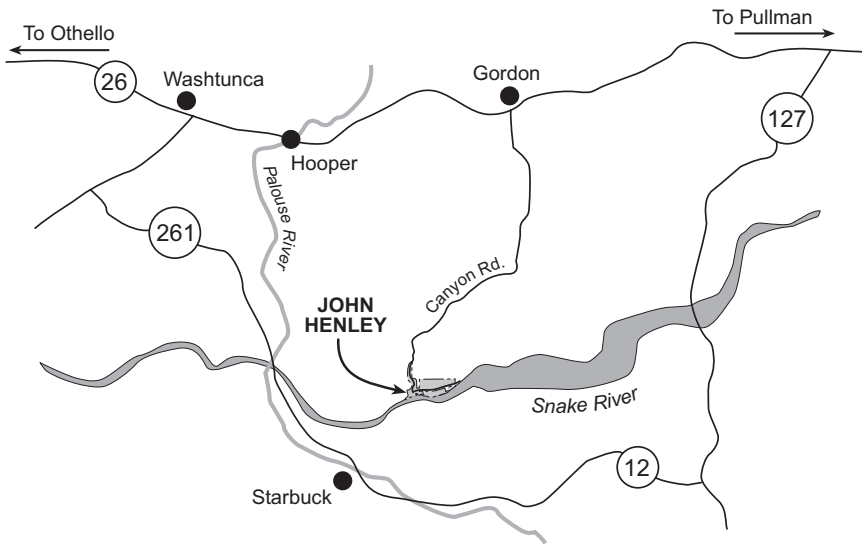 To Othello
To Pullman
26
Washtunca
Gordon
127
Hooper
Palouse River
261
Canyon Rd.
JOHN
HENLEY
Snake River
12
Starbuck